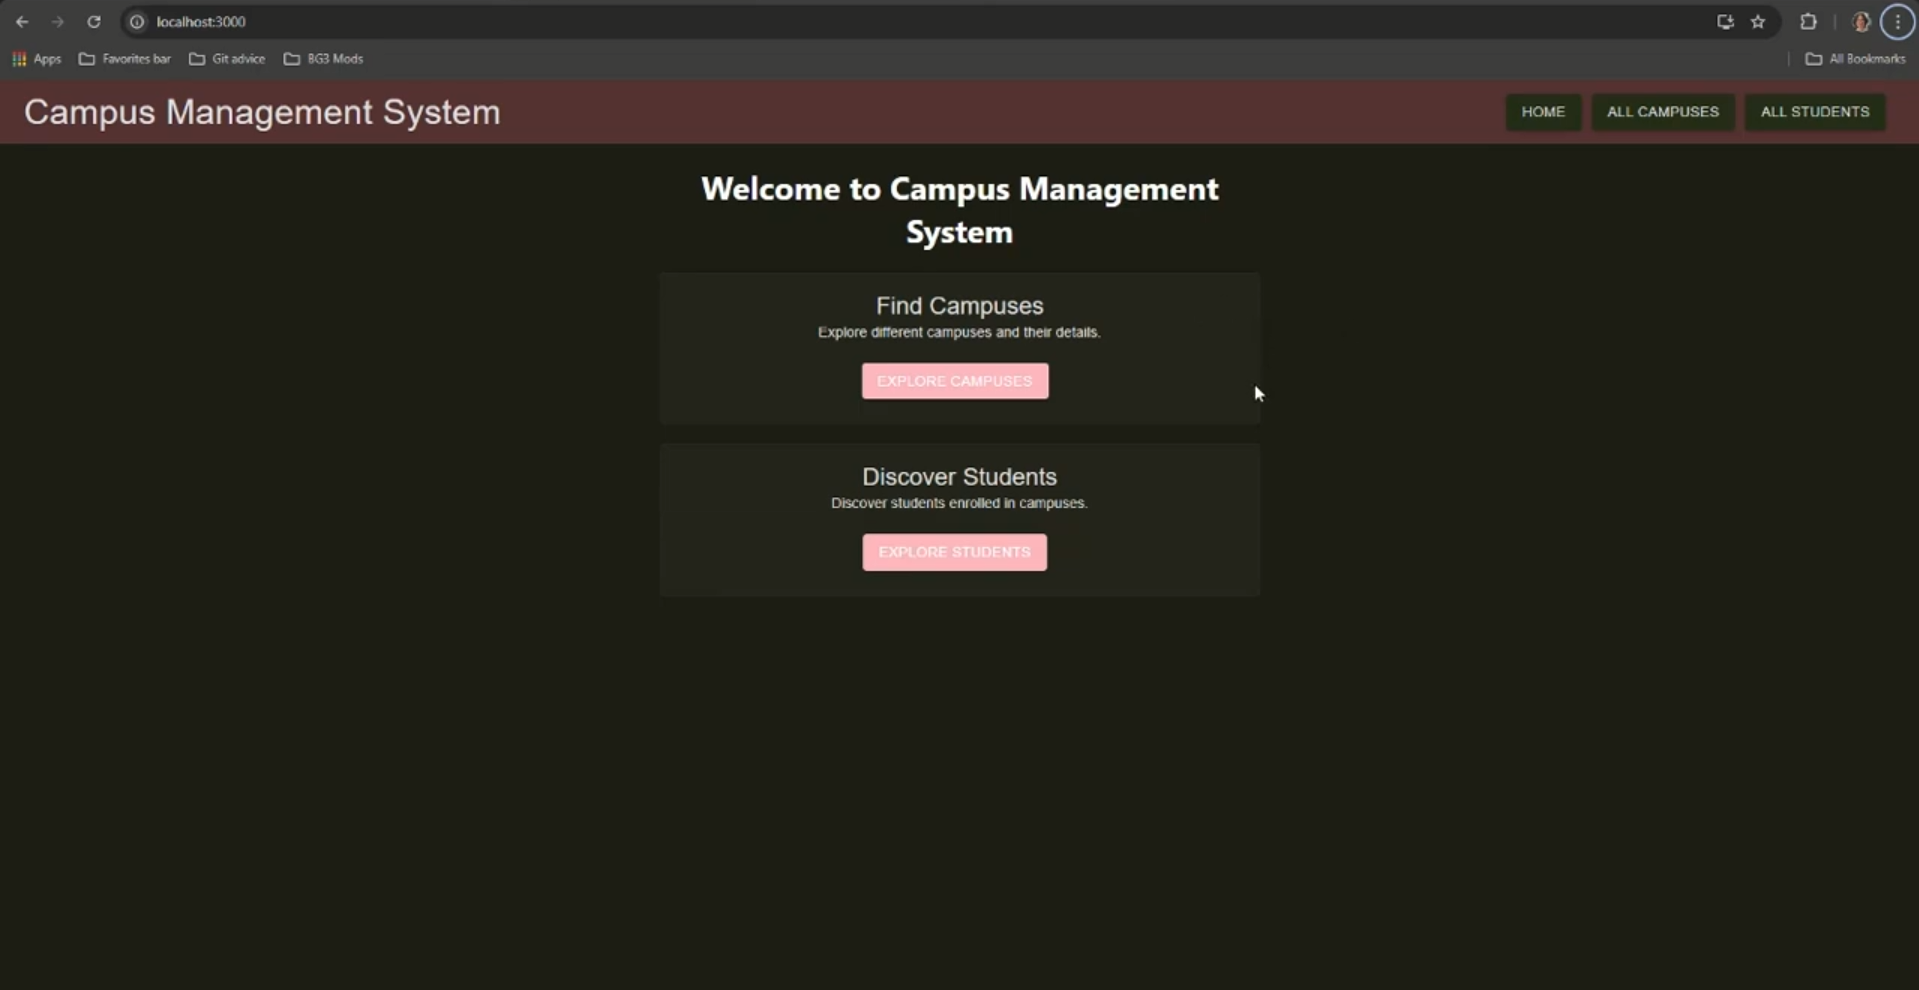 localhost:3000
Apps Favorites bar Git advice BG3 Mods All Bookmarks
Campus Management System HOME ALL CAMPUSES ALL STUDENTS
Welcome to Campus Management
System
Find Campuses
Explore different campuses and their details.
EXPLORE CAMPUSES
Discover Students
Discover students enrolled in campuses.
EXPLORE STUDENTS